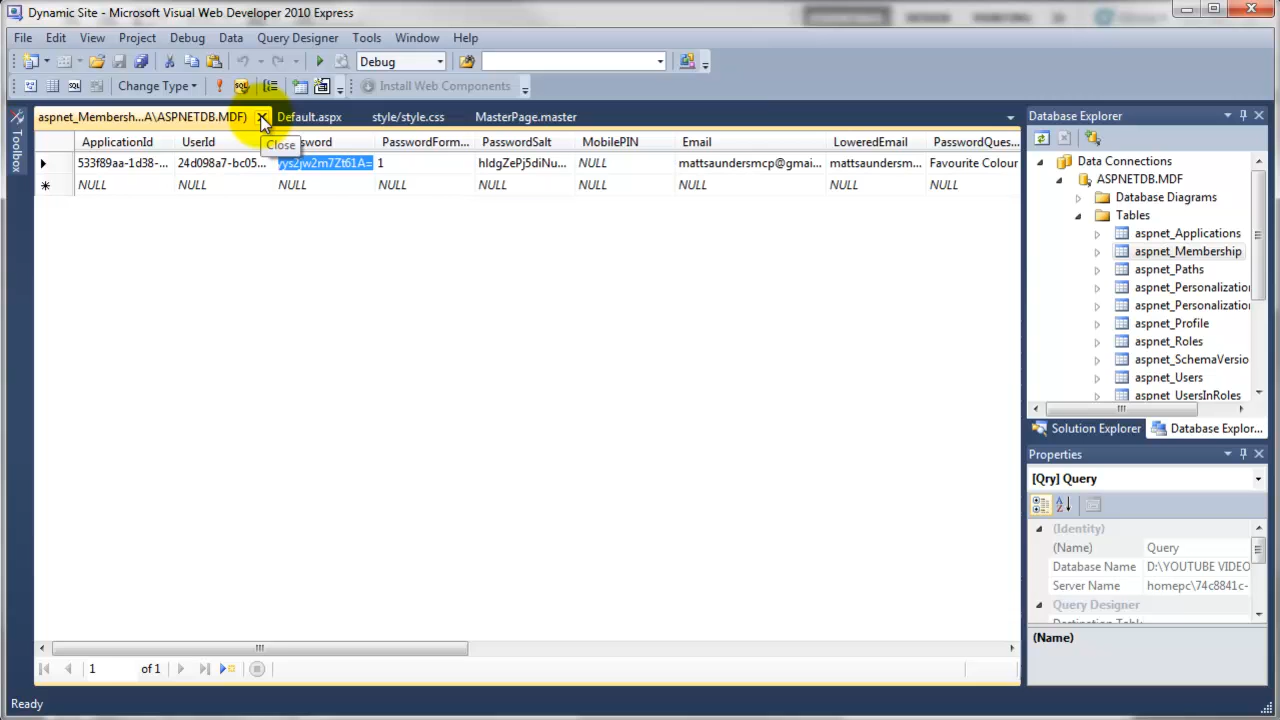 Dynamic Site - Microsoft Visual Web Developer 2010 Express
File Edit View Project Debug Data Query Designer Tools Window Help
Debug
Change Type Install Web Components
aspnet_Membersh...A\ASPNETDB.MDF) Default.aspx style/style.css MasterPage.master
Toolbox
Close
ApplicationId UserId PasswordForm... PasswordSalt MobilePIN Email LoweredEmail PasswordQues...
533f89aa-1d38-... 24d098a7-bc05... 1 hldgZePj5diNu... NULL mattsaundersmcp@gmai... mattsaundersm... Favourite Colour
NULL NULL NULL NULL NULL NULL NULL NULL NULL
1 of 1
Database Explorer
Data Connections
ASPNETDB.MDF
Database Diagrams
Tables
aspnet_Applications
aspnet_Membership
aspnet_Paths
aspnet_Personalization
aspnet_Personalization
aspnet_Profile
aspnet_Roles
aspnet_SchemaVersio
aspnet_Users
aspnet_UsersInRoles
Solution Explorer Database Explor...
Properties
[Qry] Query
(Identity)
(Name) Query
Database Name D:\YOUTUBE VIDEO
Server Name homepc\74c8841c-
Query Designer
(Name)
Ready